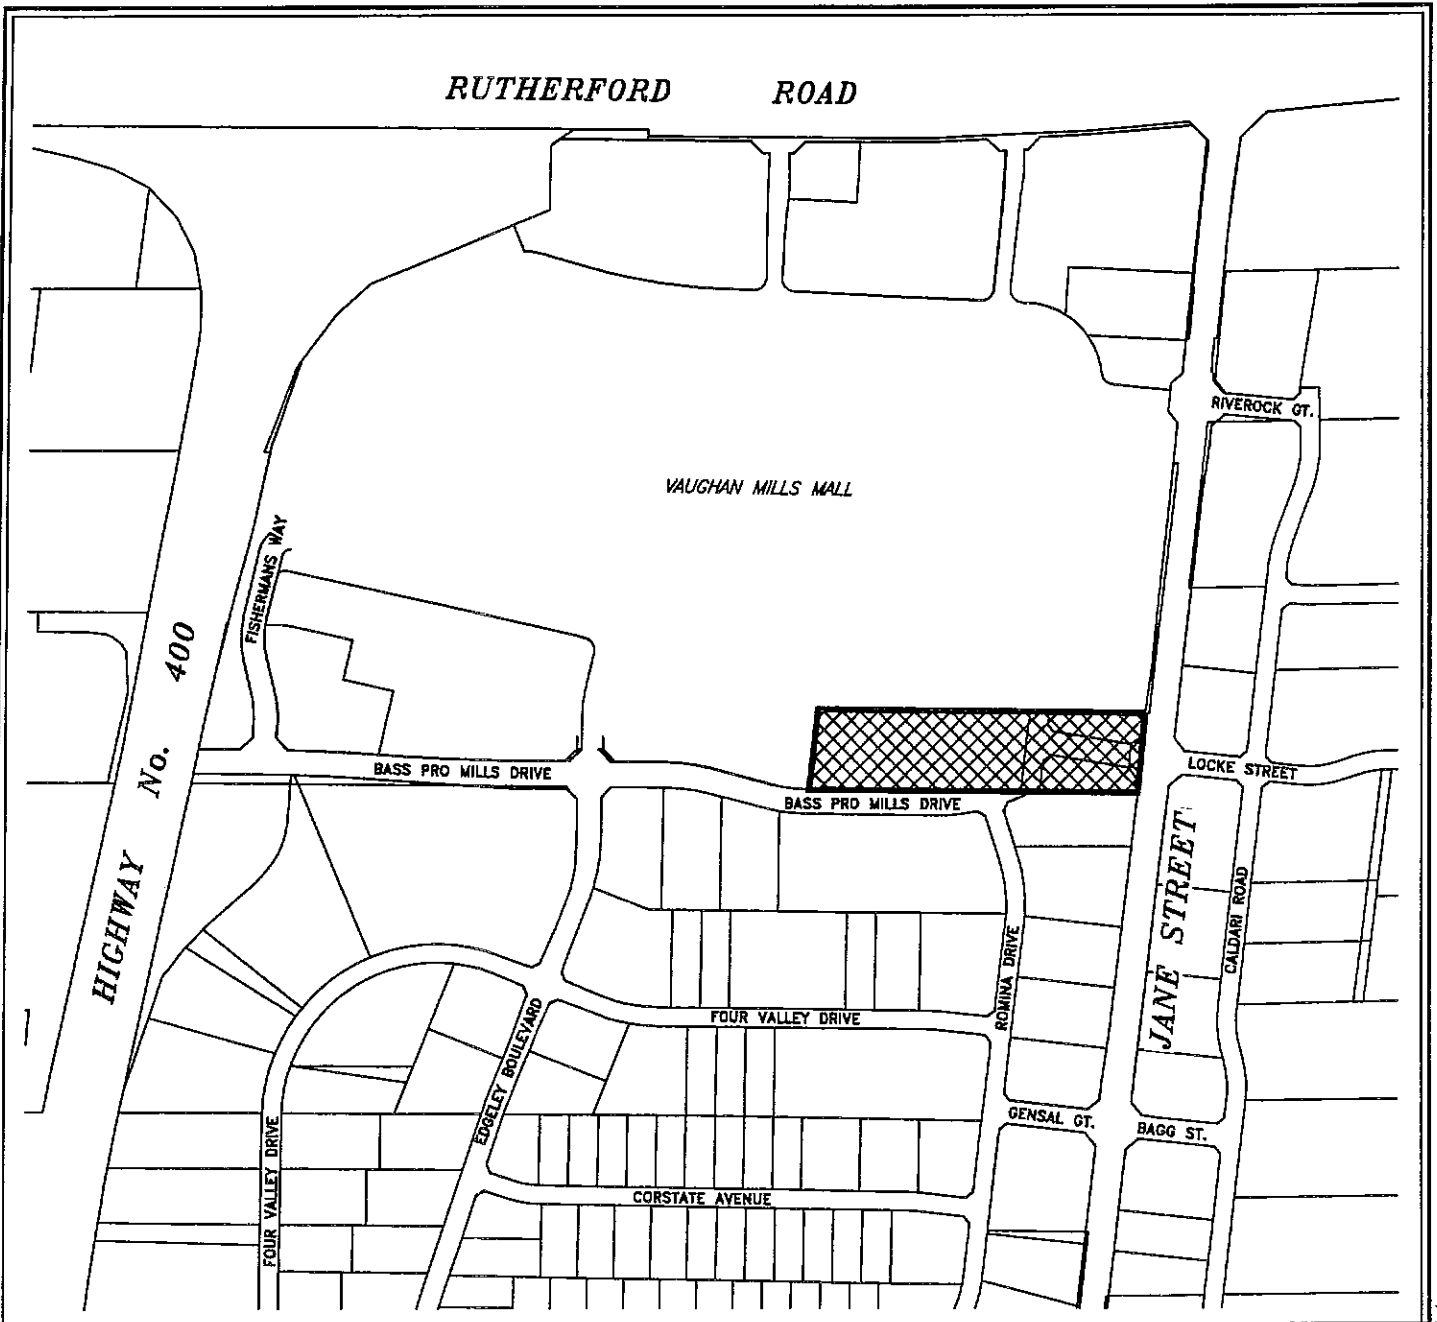 RUTHERFORD ROAD
RIVEROCK GT.
VAUGHAN MILLS MALL
FISHERMANS WAY
HIGHWAY No. 400
BASS PRO MILLS DRIVE
LOCKE STREET
BASS PRO MILLS DRIVE
JANE STREET
CALDARI ROAD
ROMINA DRIVE
FOUR VALLEY DRIVE
EDGELEY BOULEVARD
GENSAL GT.
BAGG ST.
FOUR VALLEY DRIVE
CORSTATE AVENUE